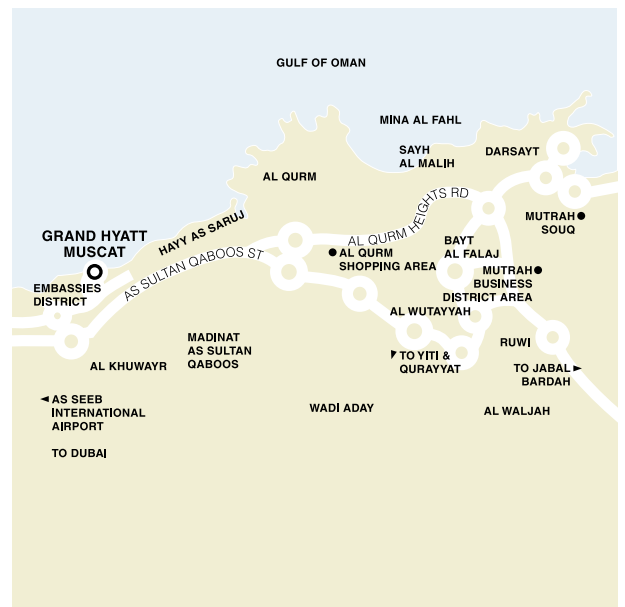 GULF OF OMAN
MINA AL FAHL
SAYH
AL MALIH
DARSAYT
AL QURM
AL QURM HEIGHTS RD
MUTRAH
SOUQ
HAYY AS SARUJ
GRAND HYATT
MUSCAT
AS SULTAN QABOOS ST
AL QURM
SHOPPING AREA
BAYT
AL FALAJ
MUTRAH
BUSINESS
DISTRICT AREA
EMBASSIES
DISTRICT
AL WUTAYYAH
MADINAT
AS SULTAN
QABOOS
RUWI
AL KHUWAYR
TO YITI &
QURAYYAT
TO JABAL
BARDAH
AS SEEB
INTERNATIONAL
AIRPORT
WADI ADAY
AL WALJAH
TO DUBAI